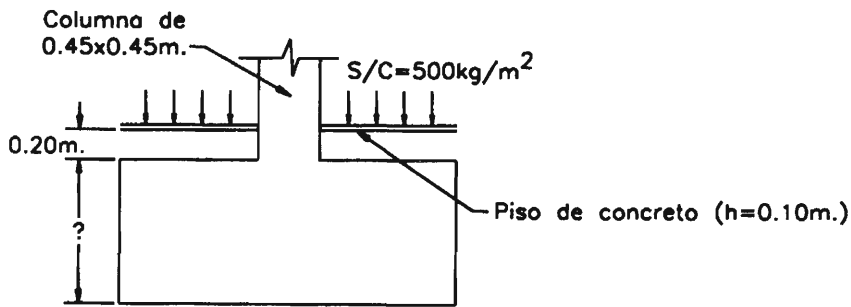 Columna de
0.45x0.45m.
S/C=500kg/m²
0.20m.
Piso de concreto (h=0.10m.)
?